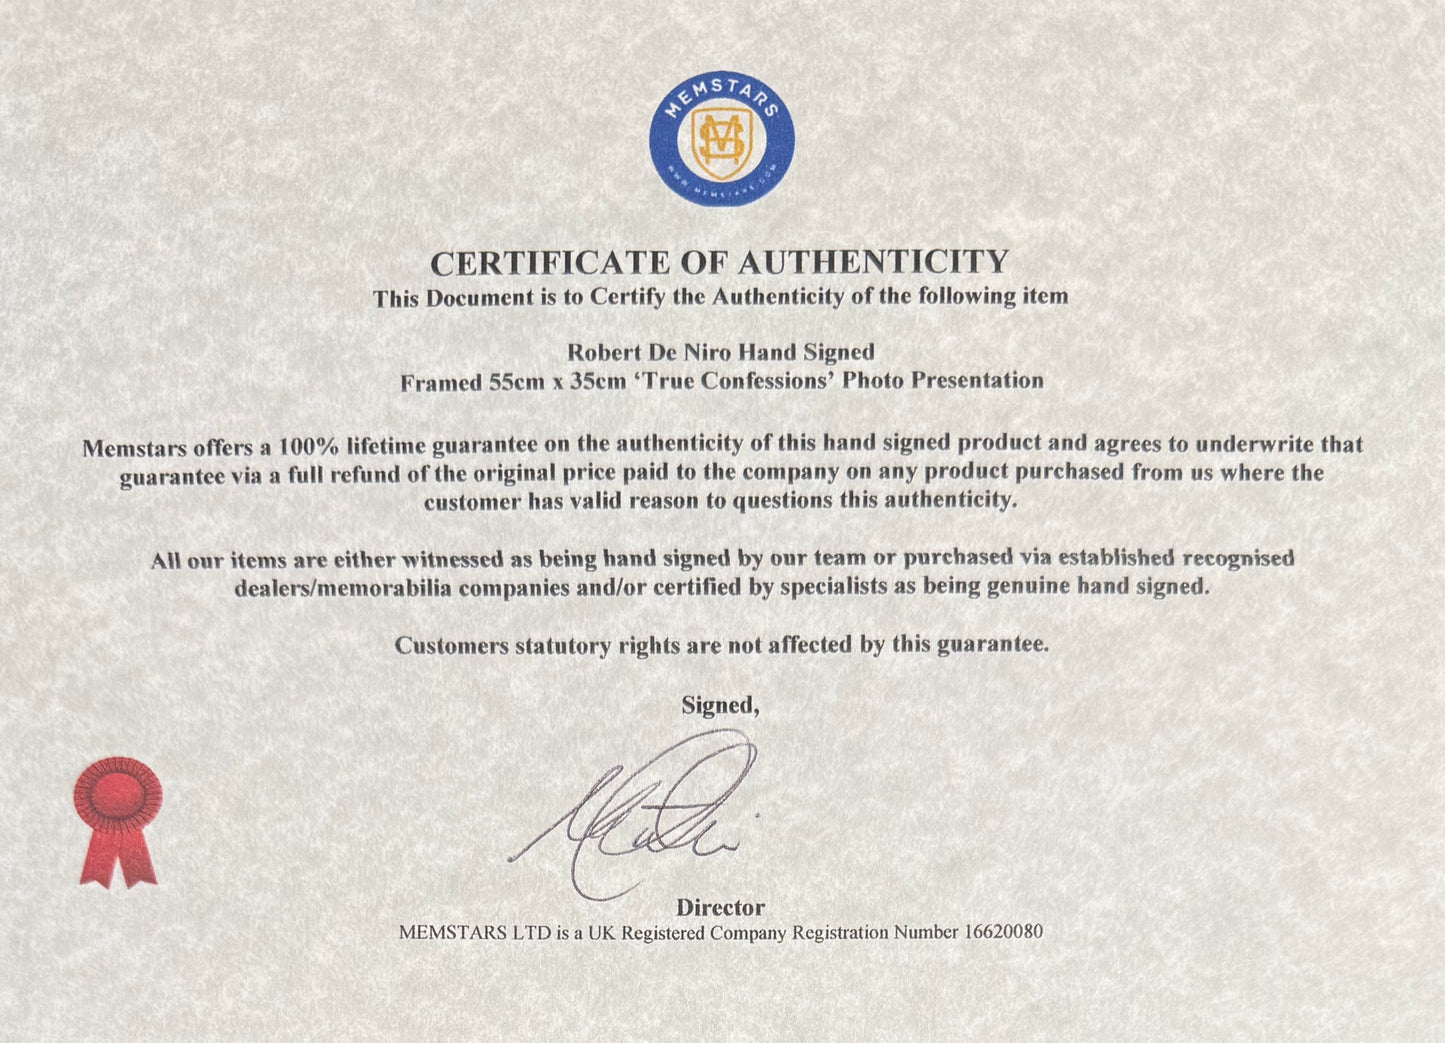 MEMSTARS
MS
WWW.MEMSTARS.COM
CERTIFICATE OF AUTHENTICITY
This Document is to Certify the Authenticity of the following item
Robert De Niro Hand Signed
Framed 55cm x 35cm ‘True Confessions’ Photo Presentation
Memstars offers a 100% lifetime guarantee on the authenticity of this hand signed product and agrees to underwrite that
guarantee via a full refund of the original price paid to the company on any product purchased from us where the
customer has valid reason to questions this authenticity.
All our items are either witnessed as being hand signed by our team or purchased via established recognised
dealers/memorabilia companies and/or certified by specialists as being genuine hand signed.
Customers statutory rights are not affected by this guarantee.
Signed,
Director
MEMSTARS LTD is a UK Registered Company Registration Number 16620080